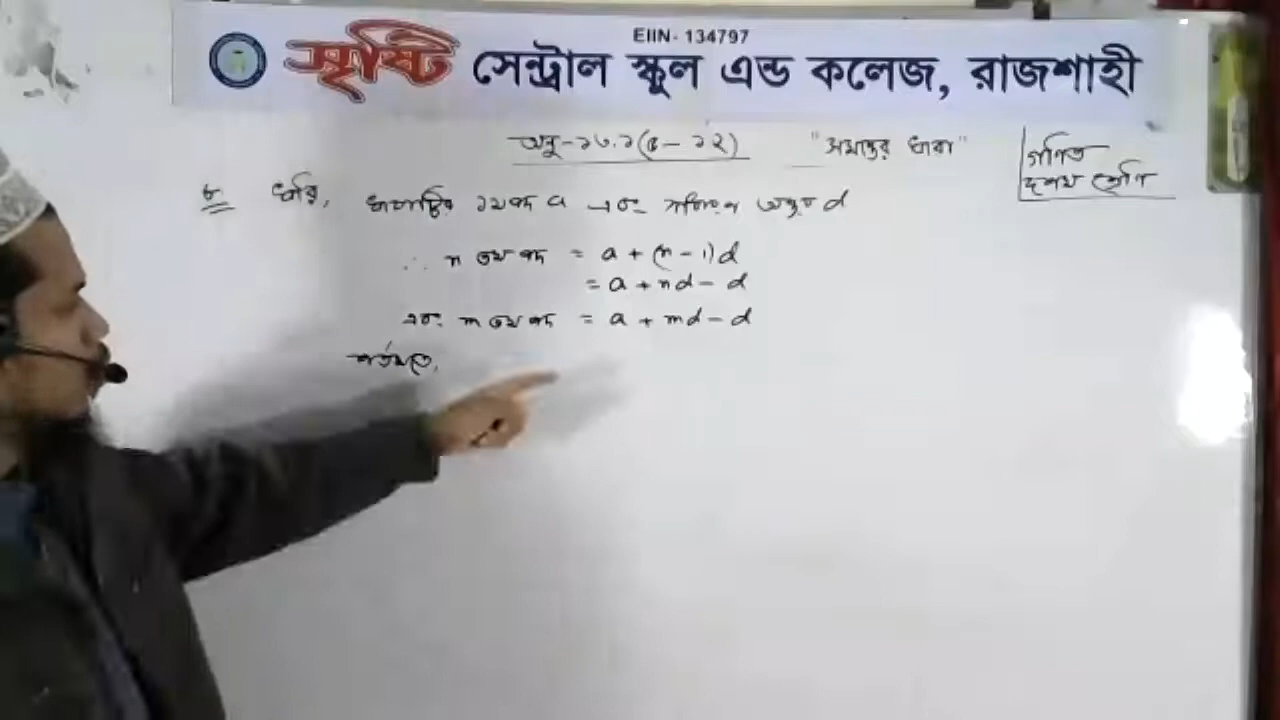 EIIN- 134797
সৃষ্টি সেন্ট্রাল স্কুল এন্ড কলেজ, রাজশাহী
অনু-১৩.১(৫-১২) "সমান্তর ধারা"
গণিত
দশম শ্রেণি
৮ ধরি, ধারাটির ১ম পদ a এবং সাধারণ অন্তর d
∴ n তম পদ = a + (n - 1)d
= a + nd - d
এবং m তম পদ = a + md - d
শর্তমতে,